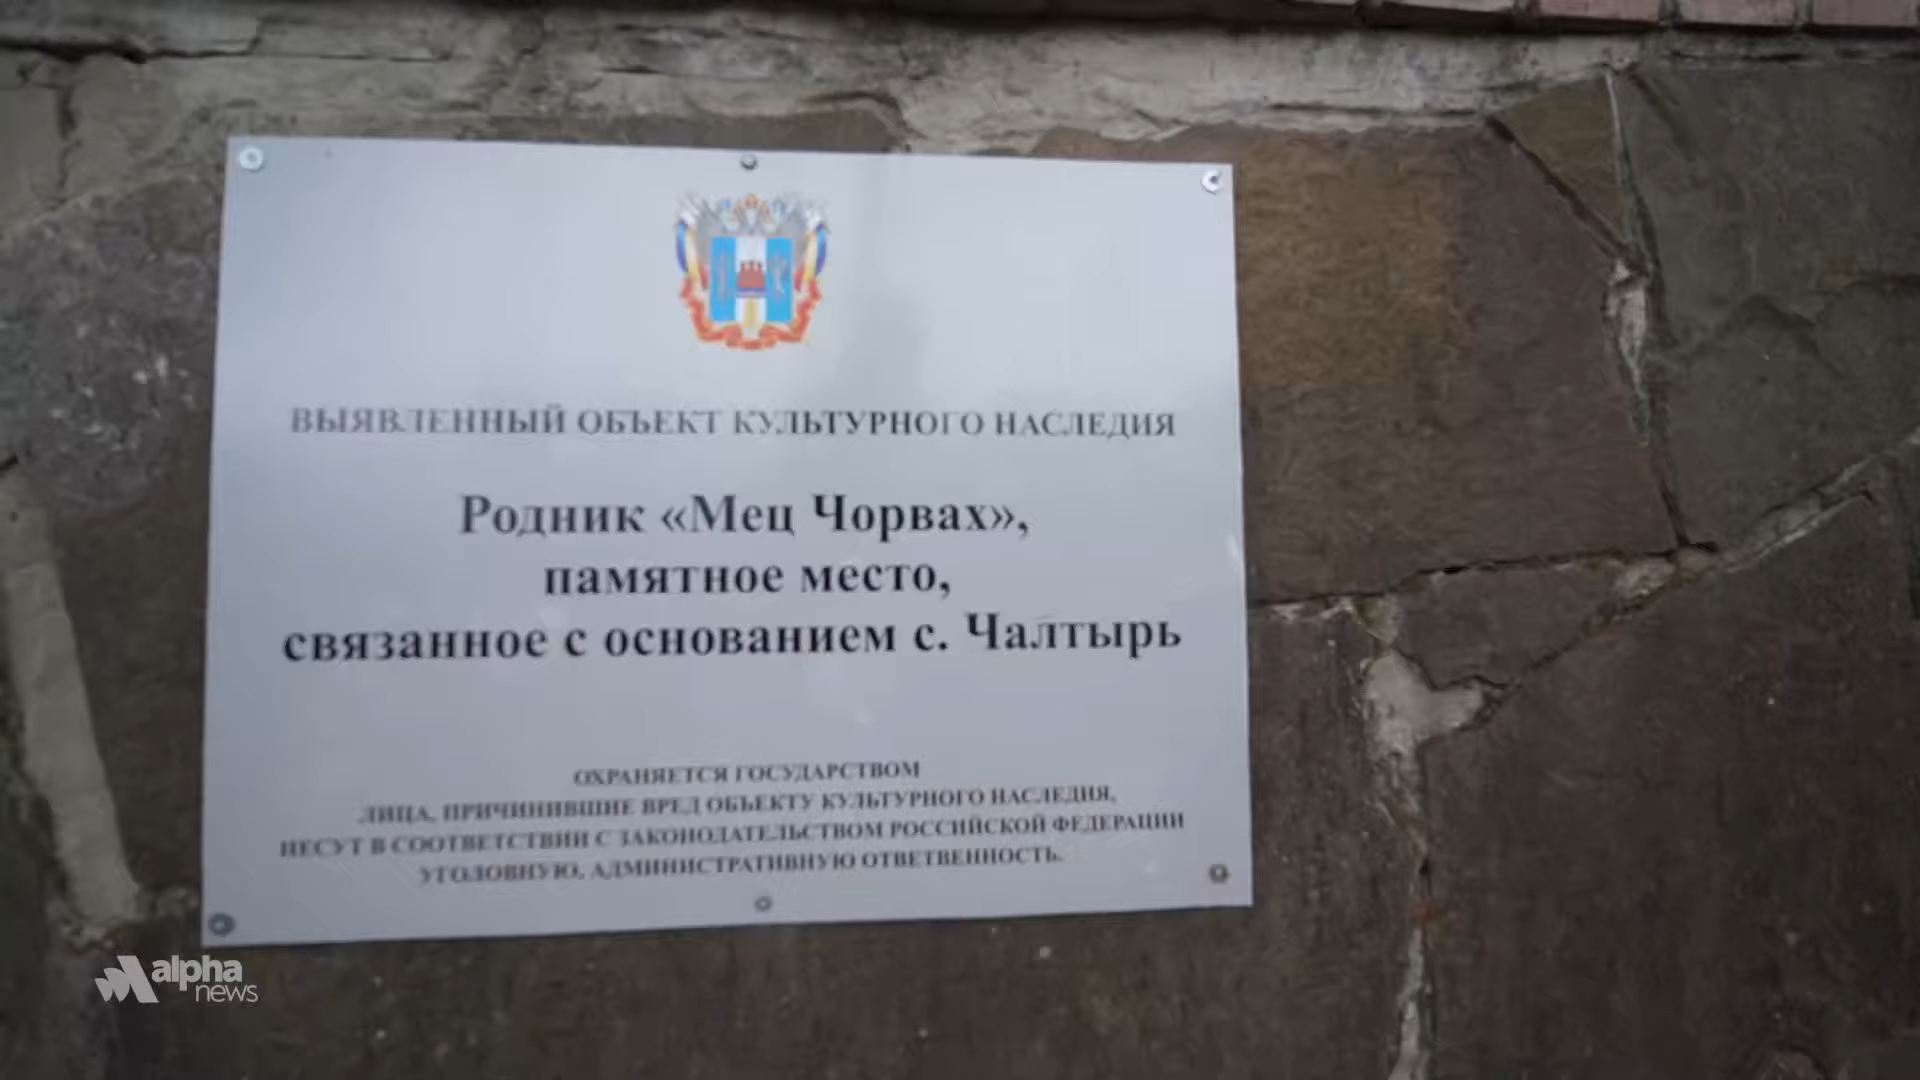 ВЫЯВЛЕННЫЙ ОБЪЕКТ КУЛЬТУРНОГО НАСЛЕДИЯ
Родник «Мец Чорвах»,
памятное место,
связанное с основанием с. Чалтырь
ОХРАНЯЕТСЯ ГОСУДАРСТВОМ
ЛИЦА, ПРИЧИНИВШИЕ ВРЕД ОБЪЕКТУ КУЛЬТУРНОГО НАСЛЕДИЯ,
НЕСУТ В СООТВЕТСТВИИ С ЗАКОНОДАТЕЛЬСТВОМ РОССИЙСКОЙ ФЕДЕРАЦИИ
УГОЛОВНУЮ, АДМИНИСТРАТИВНУЮ ОТВЕТВЕННОСТЬ.
alpha
news